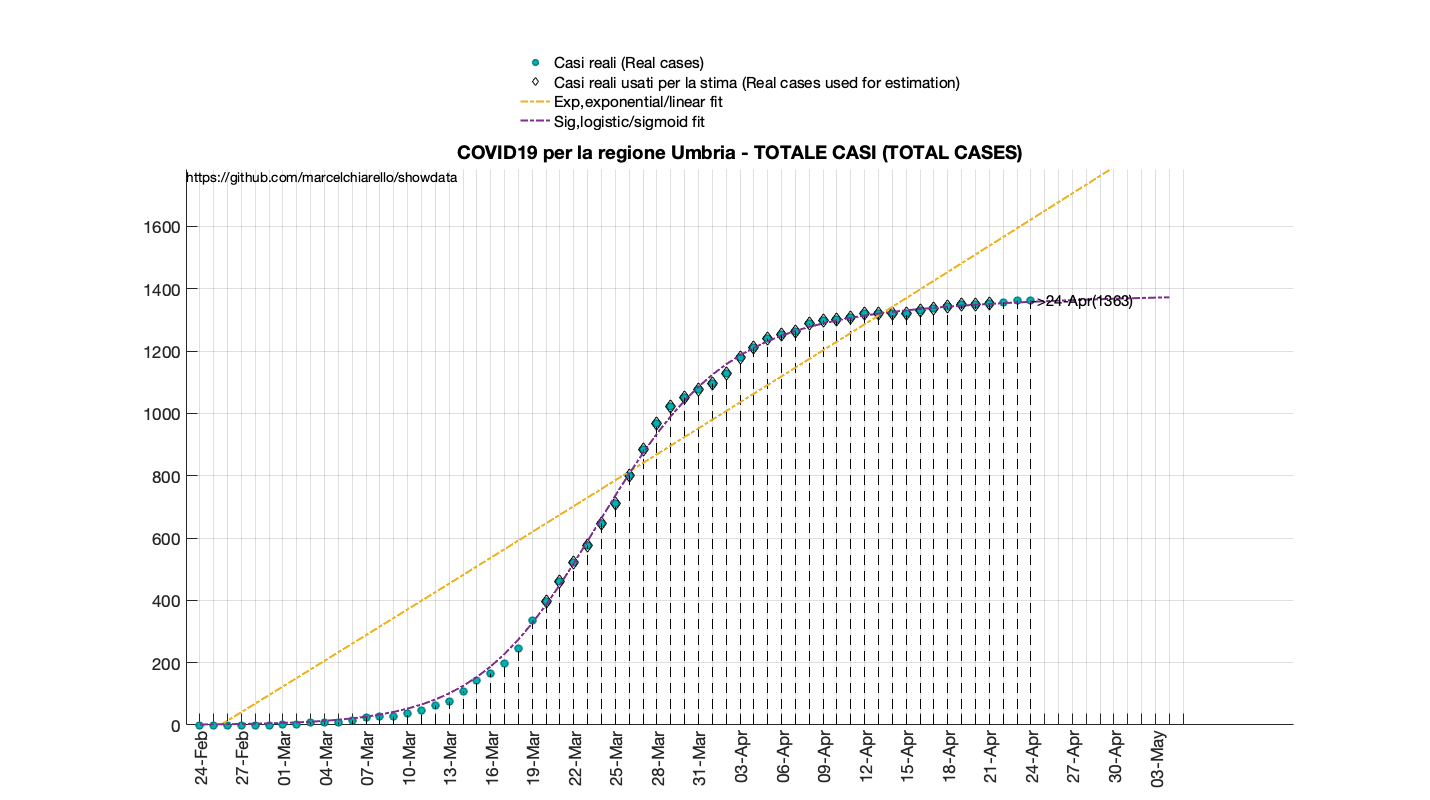 Casi reali (Real cases)
Casi reali usati per la stima (Real cases used for estimation)
Exp,exponential/linear fit
Sig,logistic/sigmoid fit
COVID19 per la regione Umbria - TOTALE CASI (TOTAL CASES)
https://github.com/marcelchiarello/showdata
1600
1400
1200
1000
800
600
400
200
0
>24-Apr(1363)
24-Feb
27-Feb
01-Mar
04-Mar
07-Mar
10-Mar
13-Mar
16-Mar
19-Mar
22-Mar
25-Mar
28-Mar
31-Mar
03-Apr
06-Apr
09-Apr
12-Apr
15-Apr
18-Apr
21-Apr
24-Apr
27-Apr
30-Apr
03-May